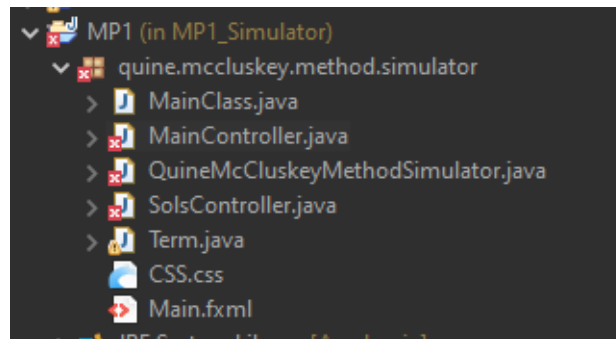 MP1 (in MP1_Simulator)
quine.mccluskey.method.simulator
MainClass.java
MainController.java
QuineMcCluskeyMethodSimulator.java
SolsController.java
Term.java
CSS.css
Main.fxml